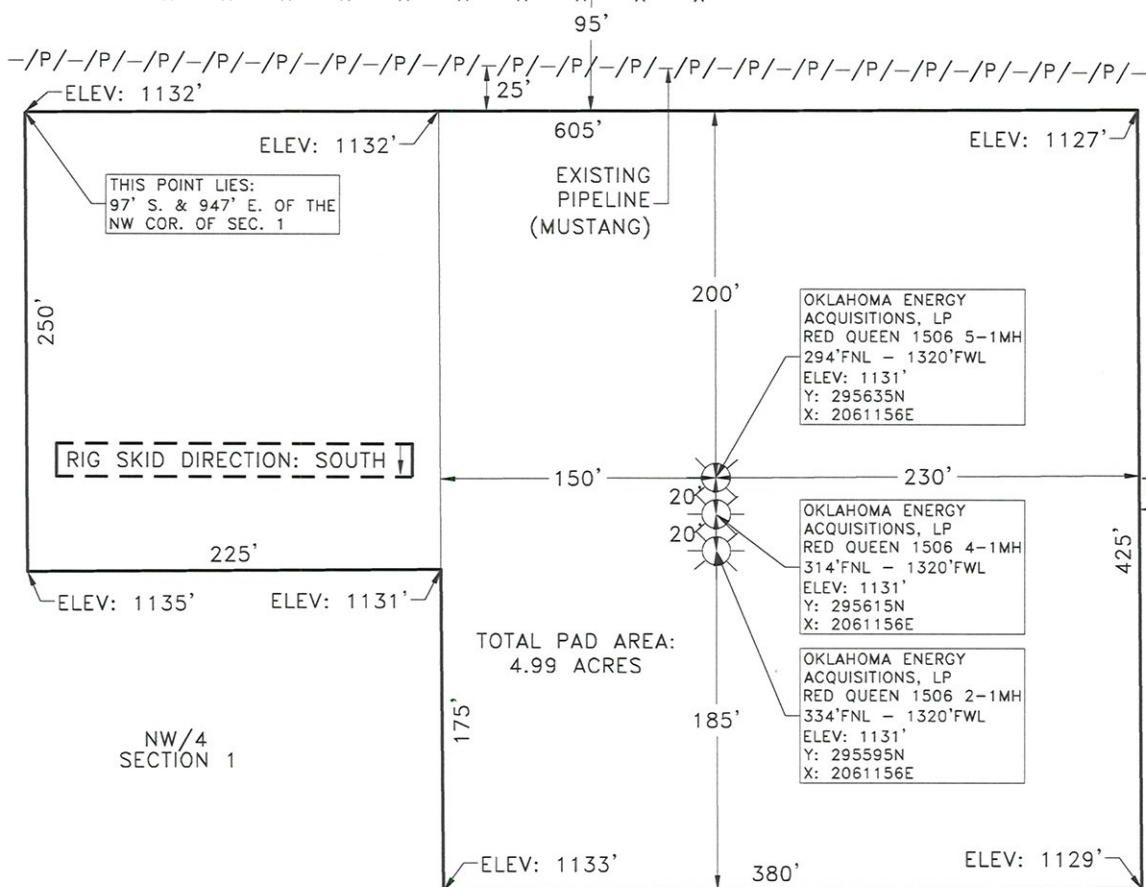 95'
-/P/-/P/-/P/-/P/-/P/-/P/-/P/-/P/-/P/-/P/-/P/-/P/-/P/-/P/-/P/-/P/-/P/-/P/-/P/-
25'
ELEV: 1132'
605'
ELEV: 1132'
ELEV: 1127'
THIS POINT LIES:
97' S. & 947' E. OF THE
NW COR. OF SEC. 1
EXISTING
PIPELINE
(MUSTANG)
250'
200'
OKLAHOMA ENERGY
ACQUISITIONS, LP
RED QUEEN 1506 5-1MH
294'FNL - 1320'FWL
ELEV: 1131'
Y: 295635N
X: 2061156E
RIG SKID DIRECTION: SOUTH
150'
230'
20'
20'
OKLAHOMA ENERGY
ACQUISITIONS, LP
RED QUEEN 1506 4-1MH
314'FNL - 1320'FWL
ELEV: 1131'
Y: 295615N
X: 2061156E
425'
225'
ELEV: 1135'
ELEV: 1131'
TOTAL PAD AREA:
4.99 ACRES
OKLAHOMA ENERGY
ACQUISITIONS, LP
RED QUEEN 1506 2-1MH
334'FNL - 1320'FWL
ELEV: 1131'
Y: 295595N
X: 2061156E
175'
185'
NW/4
SECTION 1
ELEV: 1133'
380'
ELEV: 1129'